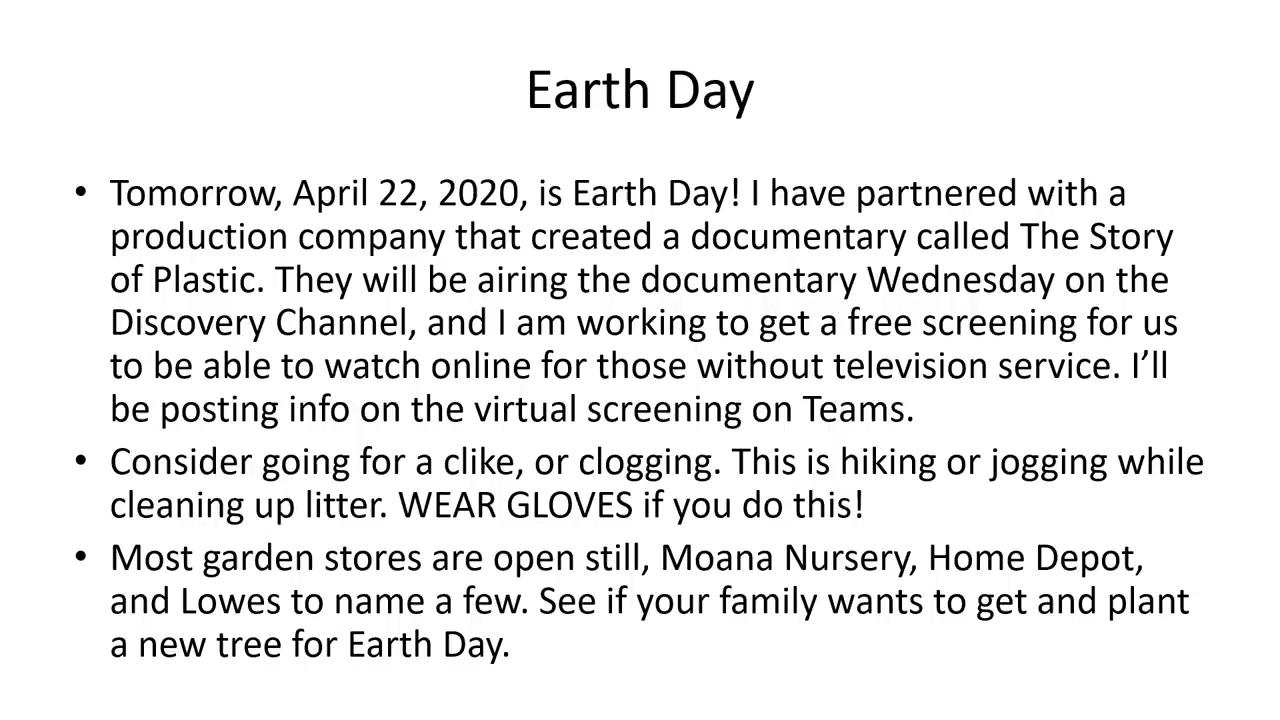 Earth Day
• Tomorrow, April 22, 2020, is Earth Day! I have partnered with a
production company that created a documentary called The Story
of Plastic. They will be airing the documentary Wednesday on the
Discovery Channel, and I am working to get a free screening for us
to be able to watch online for those without television service. I’ll
be posting info on the virtual screening on Teams.
• Consider going for a clike, or clogging. This is hiking or jogging while
cleaning up litter. WEAR GLOVES if you do this!
• Most garden stores are open still, Moana Nursery, Home Depot,
and Lowes to name a few. See if your family wants to get and plant
a new tree for Earth Day.